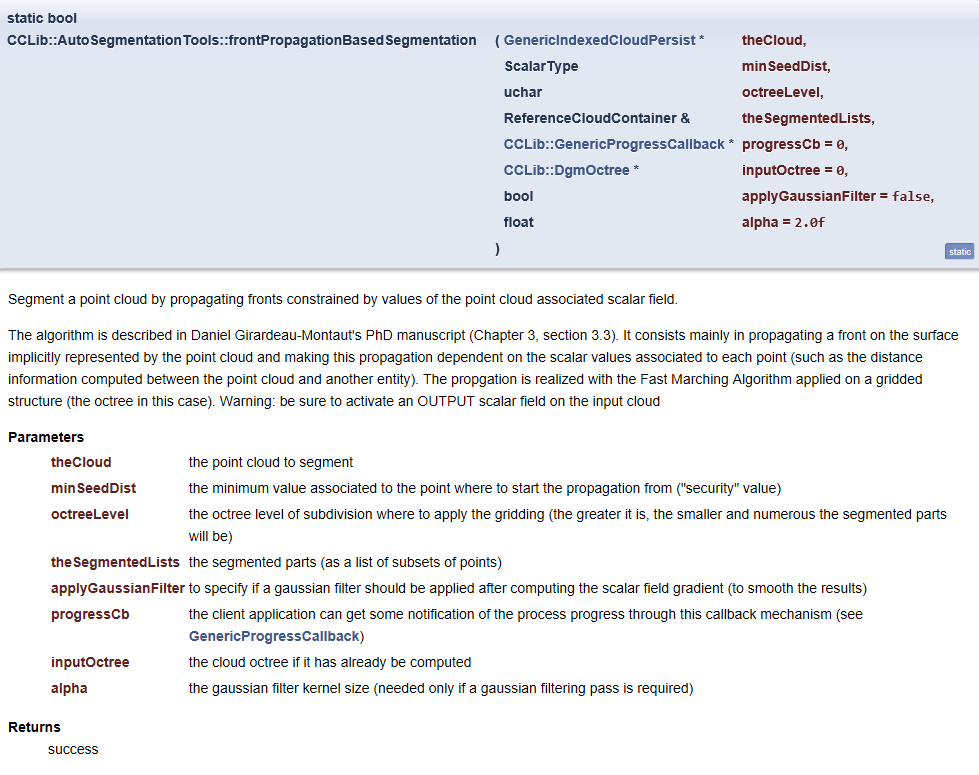 static bool
CCLib::AutoSegmentationTools::frontPropagationBasedSegmentation ( GenericIndexedCloudPersist * theCloud,
ScalarType minSeedDist,
uchar octreeLevel,
ReferenceCloudContainer & theSegmentedLists,
CCLib::GenericProgressCallback * progressCb = 0,
CCLib::DgmOctree * inputOctree = 0,
bool applyGaussianFilter = false,
float alpha = 2.0f
)
static
Segment a point cloud by propagating fronts constrained by values of the point cloud associated scalar field.
The algorithm is described in Daniel Girardeau-Montaut's PhD manuscript (Chapter 3, section 3.3). It consists mainly in propagating a front on the surface
implicitly represented by the point cloud and making this propagation dependent on the scalar values associated to each point (such as the distance
information computed between the point cloud and another entity). The propgation is realized with the Fast Marching Algorithm applied on a gridded
structure (the octree in this case). Warning: be sure to activate an OUTPUT scalar field on the input cloud
Parameters
theCloud the point cloud to segment
minSeedDist the minimum value associated to the point where to start the propagation from ("security" value)
octreeLevel the octree level of subdivision where to apply the gridding (the greater it is, the smaller and numerous the segmented parts
will be)
theSegmentedLists the segmented parts (as a list of subsets of points)
applyGaussianFilter to specify if a gaussian filter should be applied after computing the scalar field gradient (to smooth the results)
progressCb the client application can get some notification of the process progress through this callback mechanism (see
GenericProgressCallback)
inputOctree the cloud octree if it has already be computed
alpha the gaussian filter kernel size (needed only if a gaussian filtering pass is required)
Returns
success